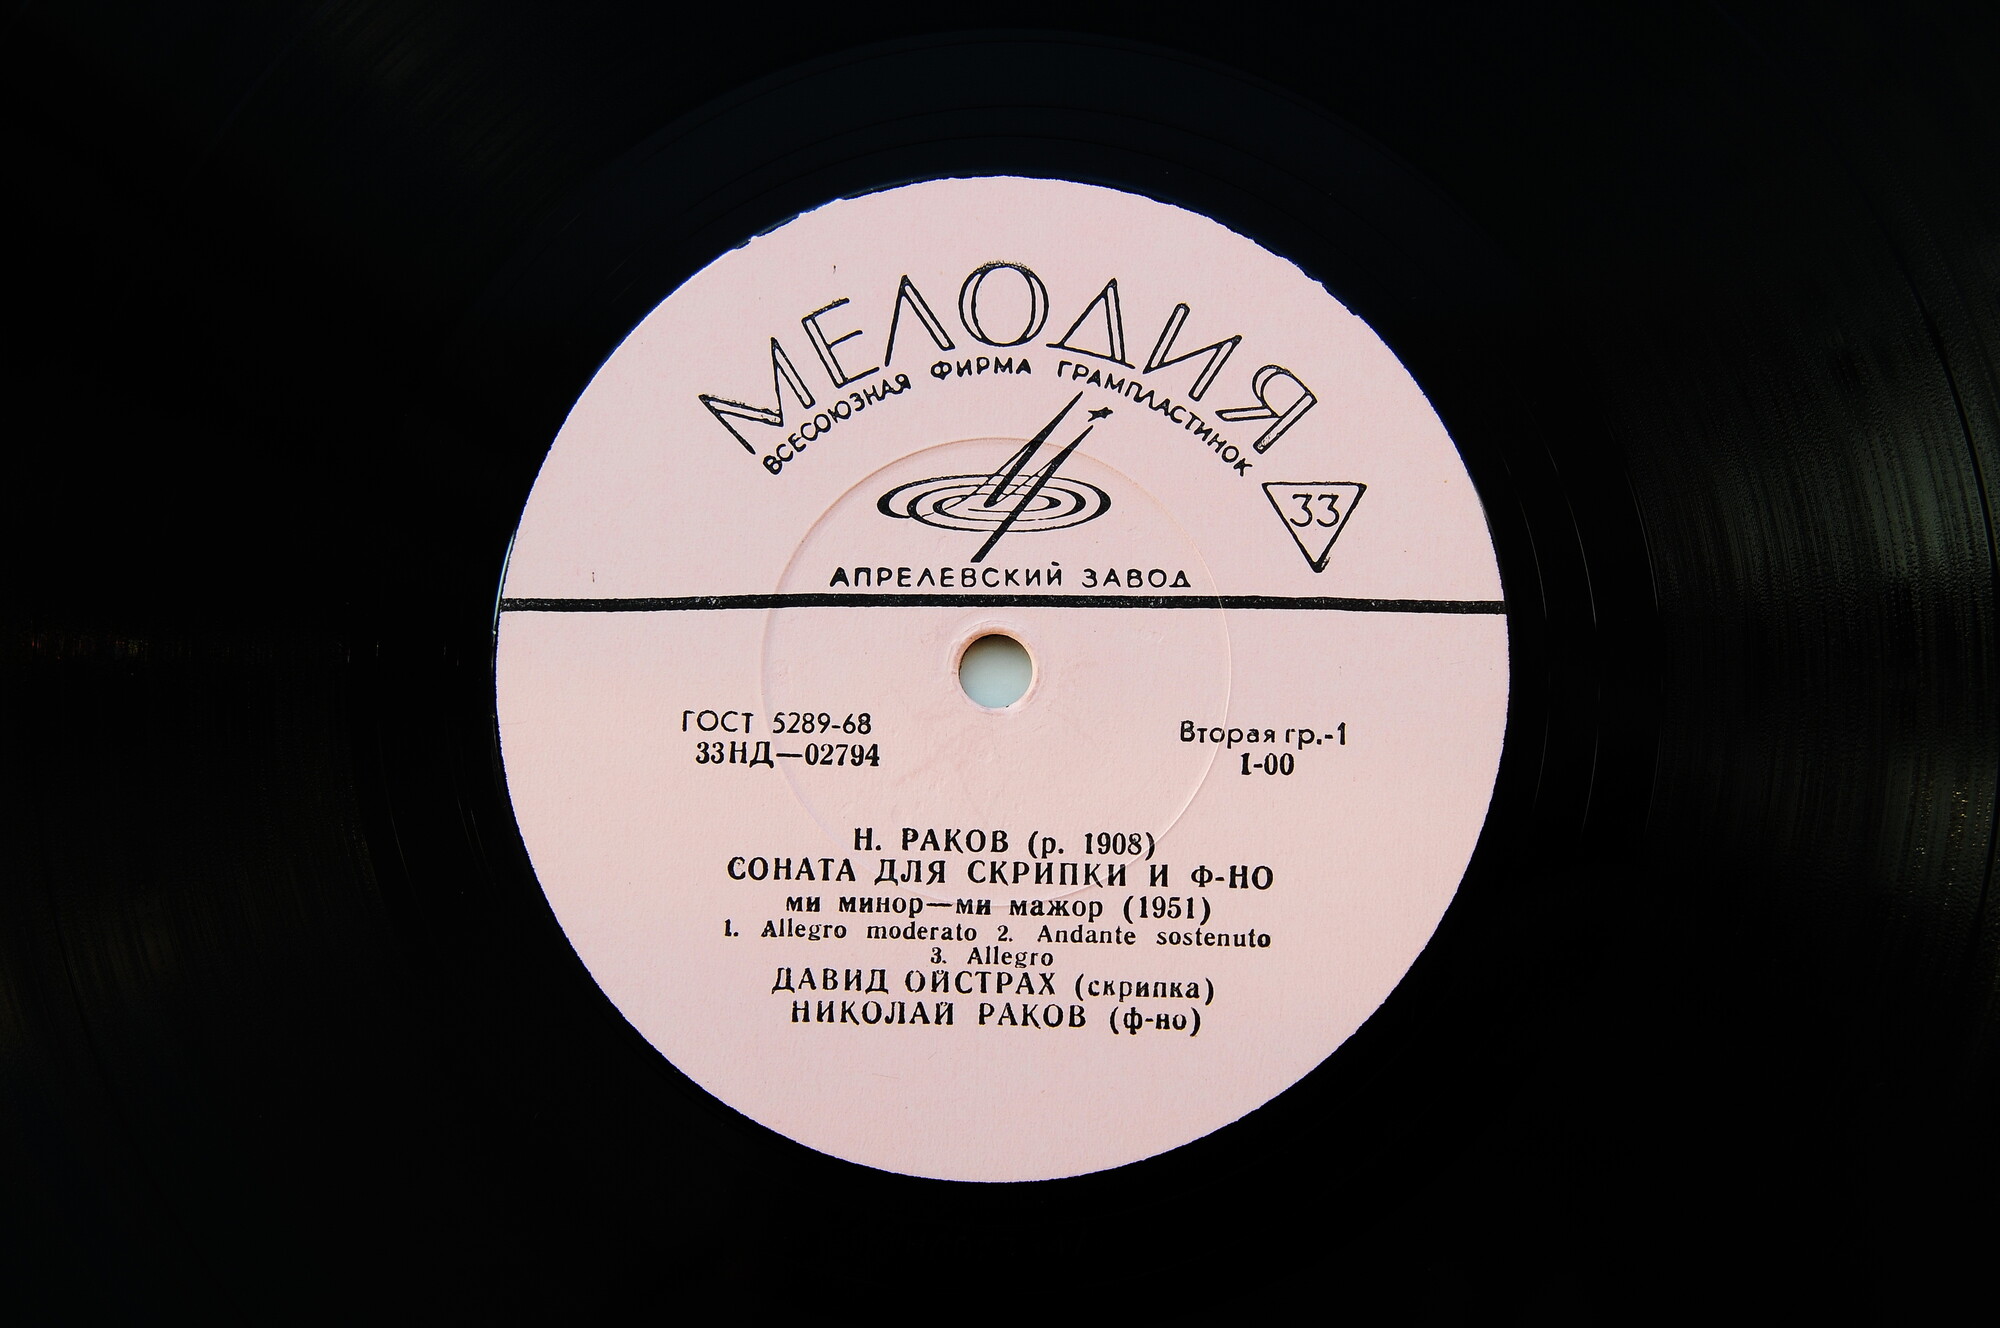 МЕЛОДИЯ
ВСЕСОЮЗНАЯ ФИРМА ГРАМПЛАСТИНОК
33
АПРЕЛЕВСКИЙ ЗАВОД
ГОСТ 5289-68
33НД—02794
Вторая гр.-1
1-00
Н. РАКОВ (р. 1908)
СОНАТА ДЛЯ СКРИПКИ И Ф-НО
ми минор—ми мажор (1951)
1. Allegro moderato 2. Andante sostenuto
3. Allegro
ДАВИД ОЙСТРАХ (скрипка)
НИКОЛАЙ РАКОВ (ф-но)